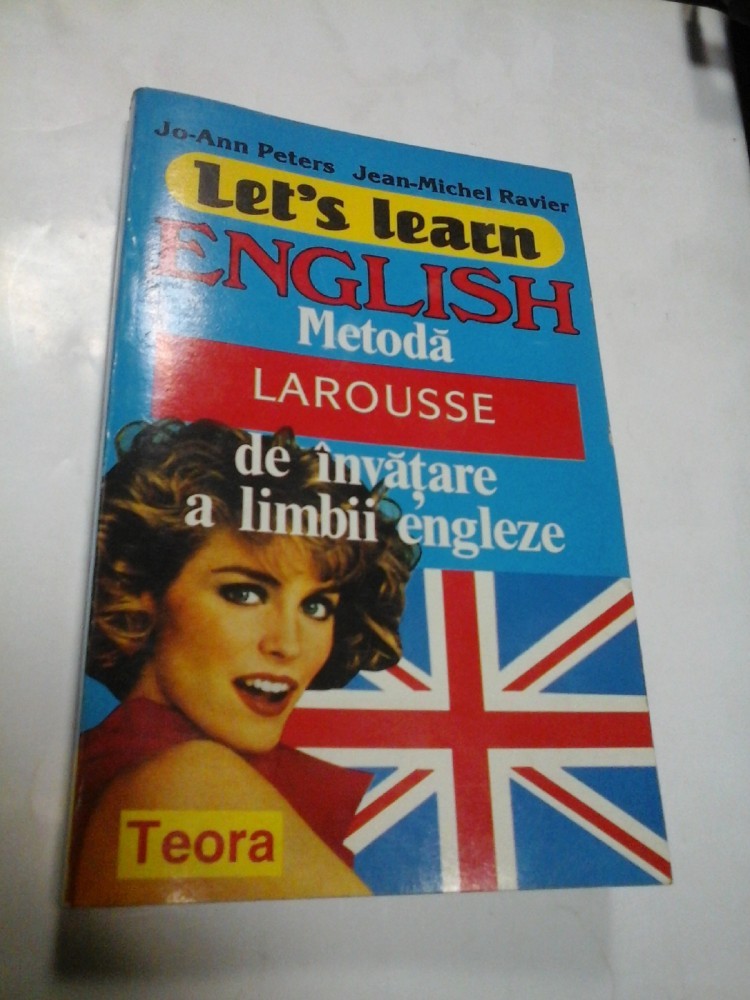 Jo-Ann Peters Jean-Michel Ravier
Let's learn
ENGLISH
Metodă
LAROUSSE
de învățare
a limbii engleze
Teora